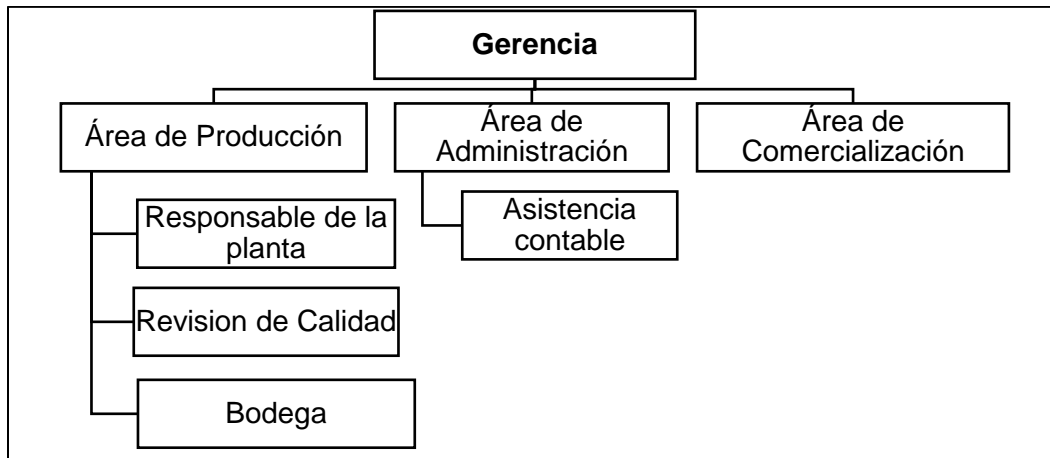 Gerencia
Área de Producción
Área de
Administración
Área de
Comercialización
Responsable de la
planta
Asistencia
contable
Revision de Calidad
Bodega